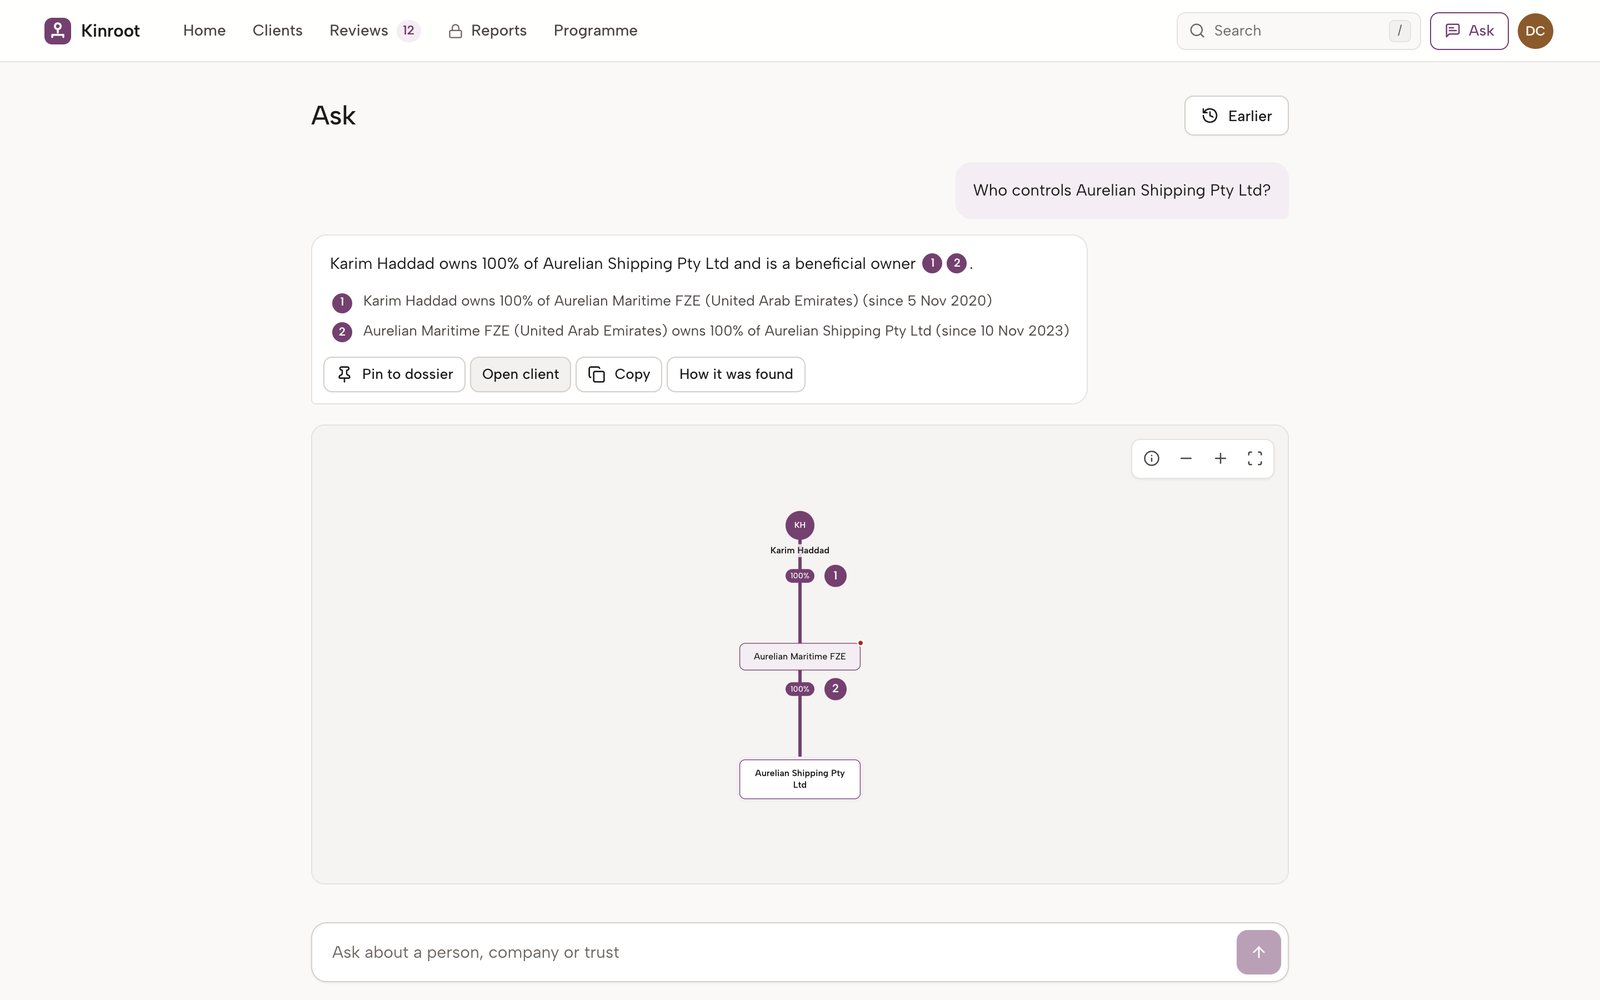 Kinroot
Home
Clients
Reviews 12
Reports
Programme
Search /
Ask
DC
Ask
Earlier
Who controls Aurelian Shipping Pty Ltd?
Karim Haddad owns 100% of Aurelian Shipping Pty Ltd and is a beneficial owner 1 2 .
1 Karim Haddad owns 100% of Aurelian Maritime FZE (United Arab Emirates) (since 5 Nov 2020)
2 Aurelian Maritime FZE (United Arab Emirates) owns 100% of Aurelian Shipping Pty Ltd (since 10 Nov 2023)
Pin to dossier
Open client
Copy
How it was found
KH
Karim Haddad
100% 1
Aurelian Maritime FZE
100% 2
Aurelian Shipping Pty
Ltd
Ask about a person, company or trust